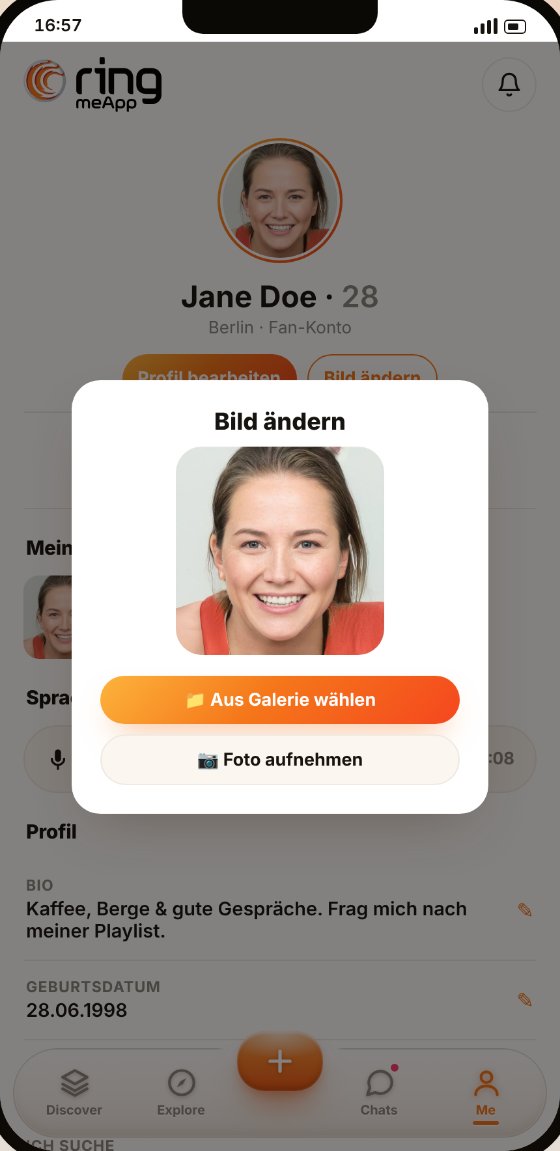 16:57
ring
meApp
Jane Doe · 28
Berlin · Fan-Konto
Profil bearbeiten
Bild ändern
Bild ändern
Mein
📁 Aus Galerie wählen
Spra
📷 Foto aufnehmen
:08
Profil
BIO
Kaffee, Berge & gute Gespräche. Frag mich nach
meiner Playlist.
GEBURTSDATUM
28.06.1998
Discover
Explore
Chats
Me
ICH SUCHE